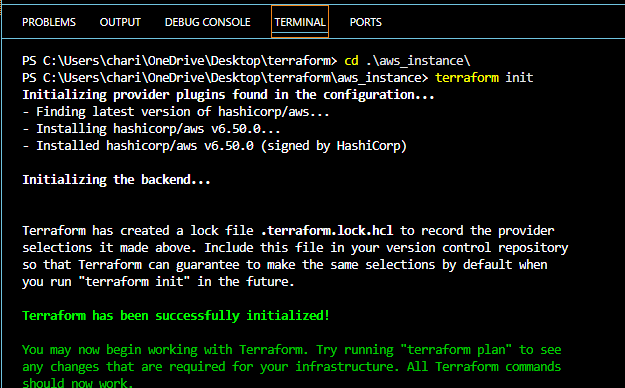 PROBLEMS OUTPUT DEBUG CONSOLE TERMINAL PORTS
PS C:\Users\chari\OneDrive\Desktop\terraform> cd .\aws_instance\
PS C:\Users\chari\OneDrive\Desktop\terraform\aws_instance> terraform init
Initializing provider plugins found in the configuration...
- Finding latest version of hashicorp/aws...
- Installing hashicorp/aws v6.50.0...
- Installed hashicorp/aws v6.50.0 (signed by HashiCorp)
Initializing the backend...
Terraform has created a lock file .terraform.lock.hcl to record the provider
selections it made above. Include this file in your version control repository
so that Terraform can guarantee to make the same selections by default when
you run "terraform init" in the future.
Terraform has been successfully initialized!
You may now begin working with Terraform. Try running "terraform plan" to see
any changes that are required for your infrastructure. All Terraform commands
should now work.